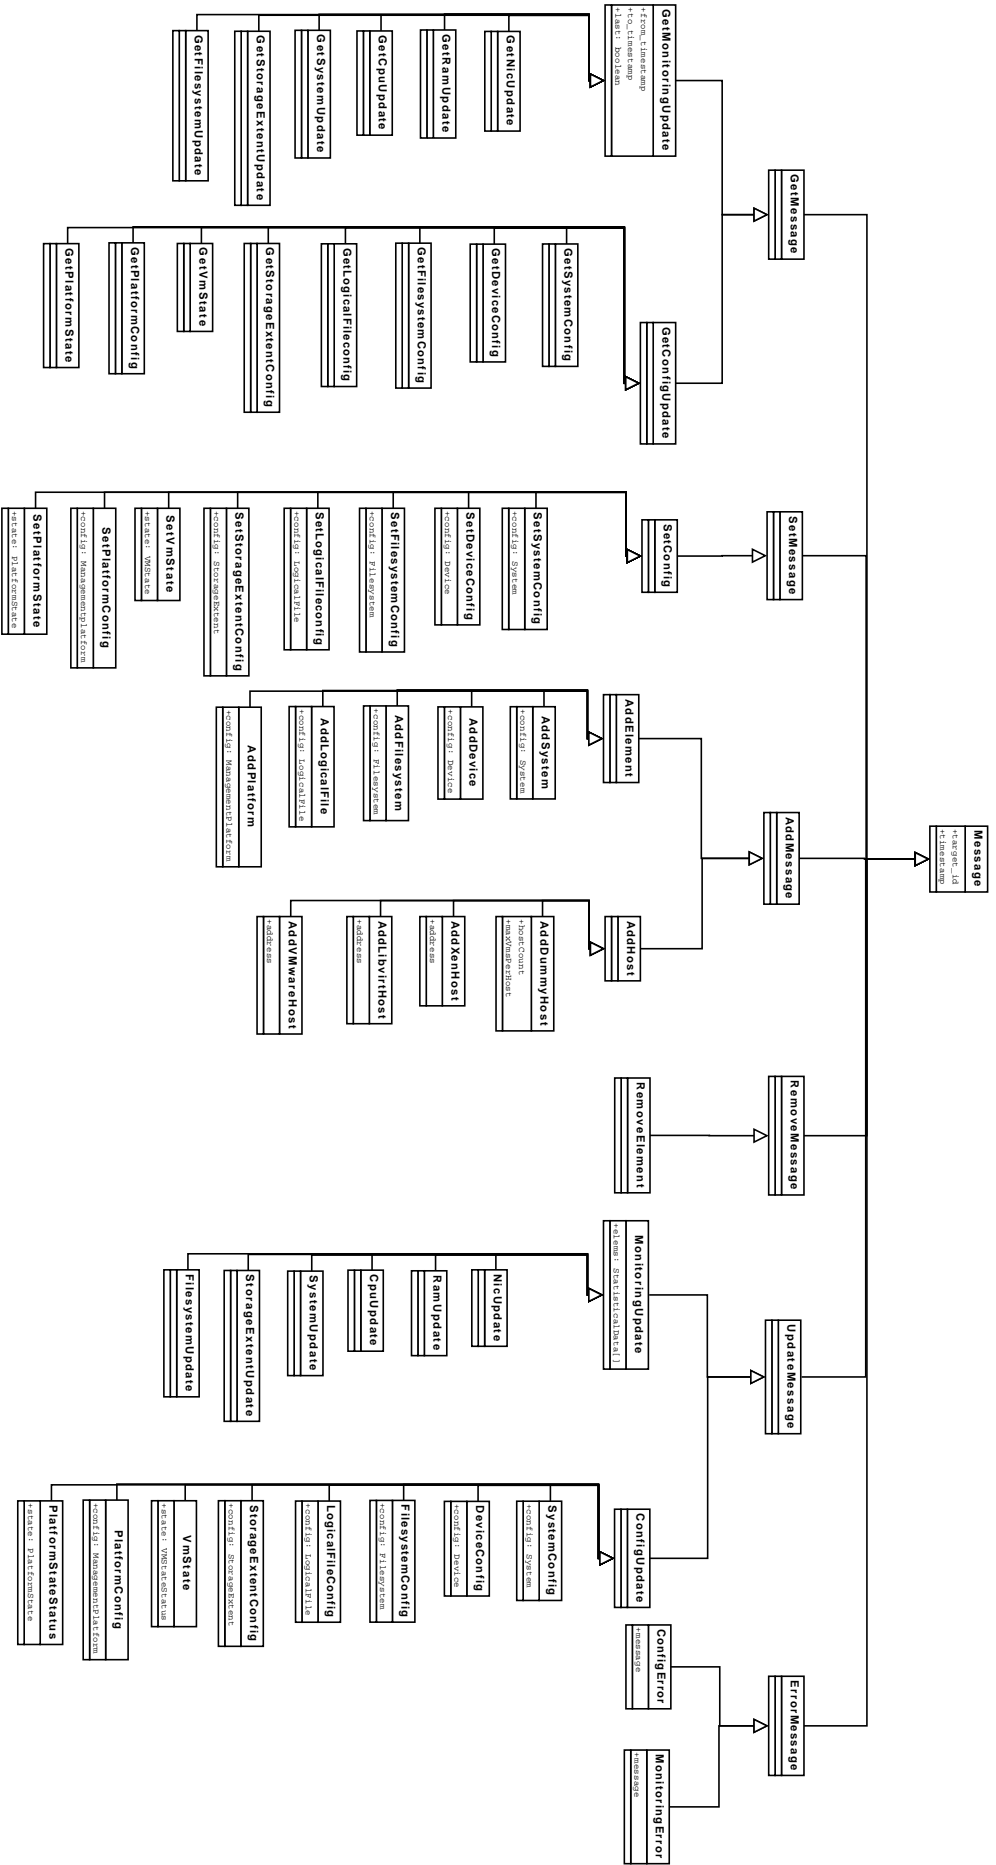 Message
+target_id
+timestamp
GetMessage
SetMessage
AddMessage
RemoveMessage
UpdateMessage
ErrorMessage
GetMonitoringUpdate
+from_timestamp
+to_timestamp
+last: boolean
GetConfigUpdate
SetConfig
AddElement
AddHost
RemoveElement
MonitoringUpdate
+elems: StatisticalData[]
ConfigUpdate
ConfigError
+message
MonitoringError
+message
GetNicUpdate
GetRamUpdate
GetCpuUpdate
GetSystemUpdate
GetStorageExtentUpdate
GetFilesystemUpdate
GetSystemConfig
GetDeviceConfig
GetFilesystemConfig
GetLogicalFileconfig
GetStorageExtentConfig
GetVmState
GetPlatformConfig
GetPlatformState
SetSystemConfig
+config: System
SetDeviceConfig
+config: Device
SetFilesystemConfig
+config: Filesystem
SetLogicalFileconfig
+config: LogicalFile
SetStorageExtentConfig
+config: StorageExtent
SetVmState
+state: VMState
SetPlatformConfig
+config: Managementplatform
SetPlatformState
+state: PlatformState
AddSystem
+config: System
AddDevice
+config: Device
AddFilesystem
+config: Filesystem
AddLogicalFile
+config: LogicalFile
AddPlatform
+config: ManagementPlatform
AddDummyHost
+hostCount
+maxVmsPerHost
AddXenHost
+address
AddLibvirtHost
+address
AddVMwareHost
+address
NicUpdate
RamUpdate
CpuUpdate
SystemUpdate
StorageExtentUpdate
FilesystemUpdate
SystemConfig
+config: System
DeviceConfig
+config: Device
FilesystemConfig
+config: Filesystem
LogicalFileConfig
+config: LogicalFile
StorageExtentConfig
+config: StorageExtent
VmState
+state: VMStateStatus
PlatformConfig
+config: ManagementPlatform
PlatformStateStatus
+state: PlatformState